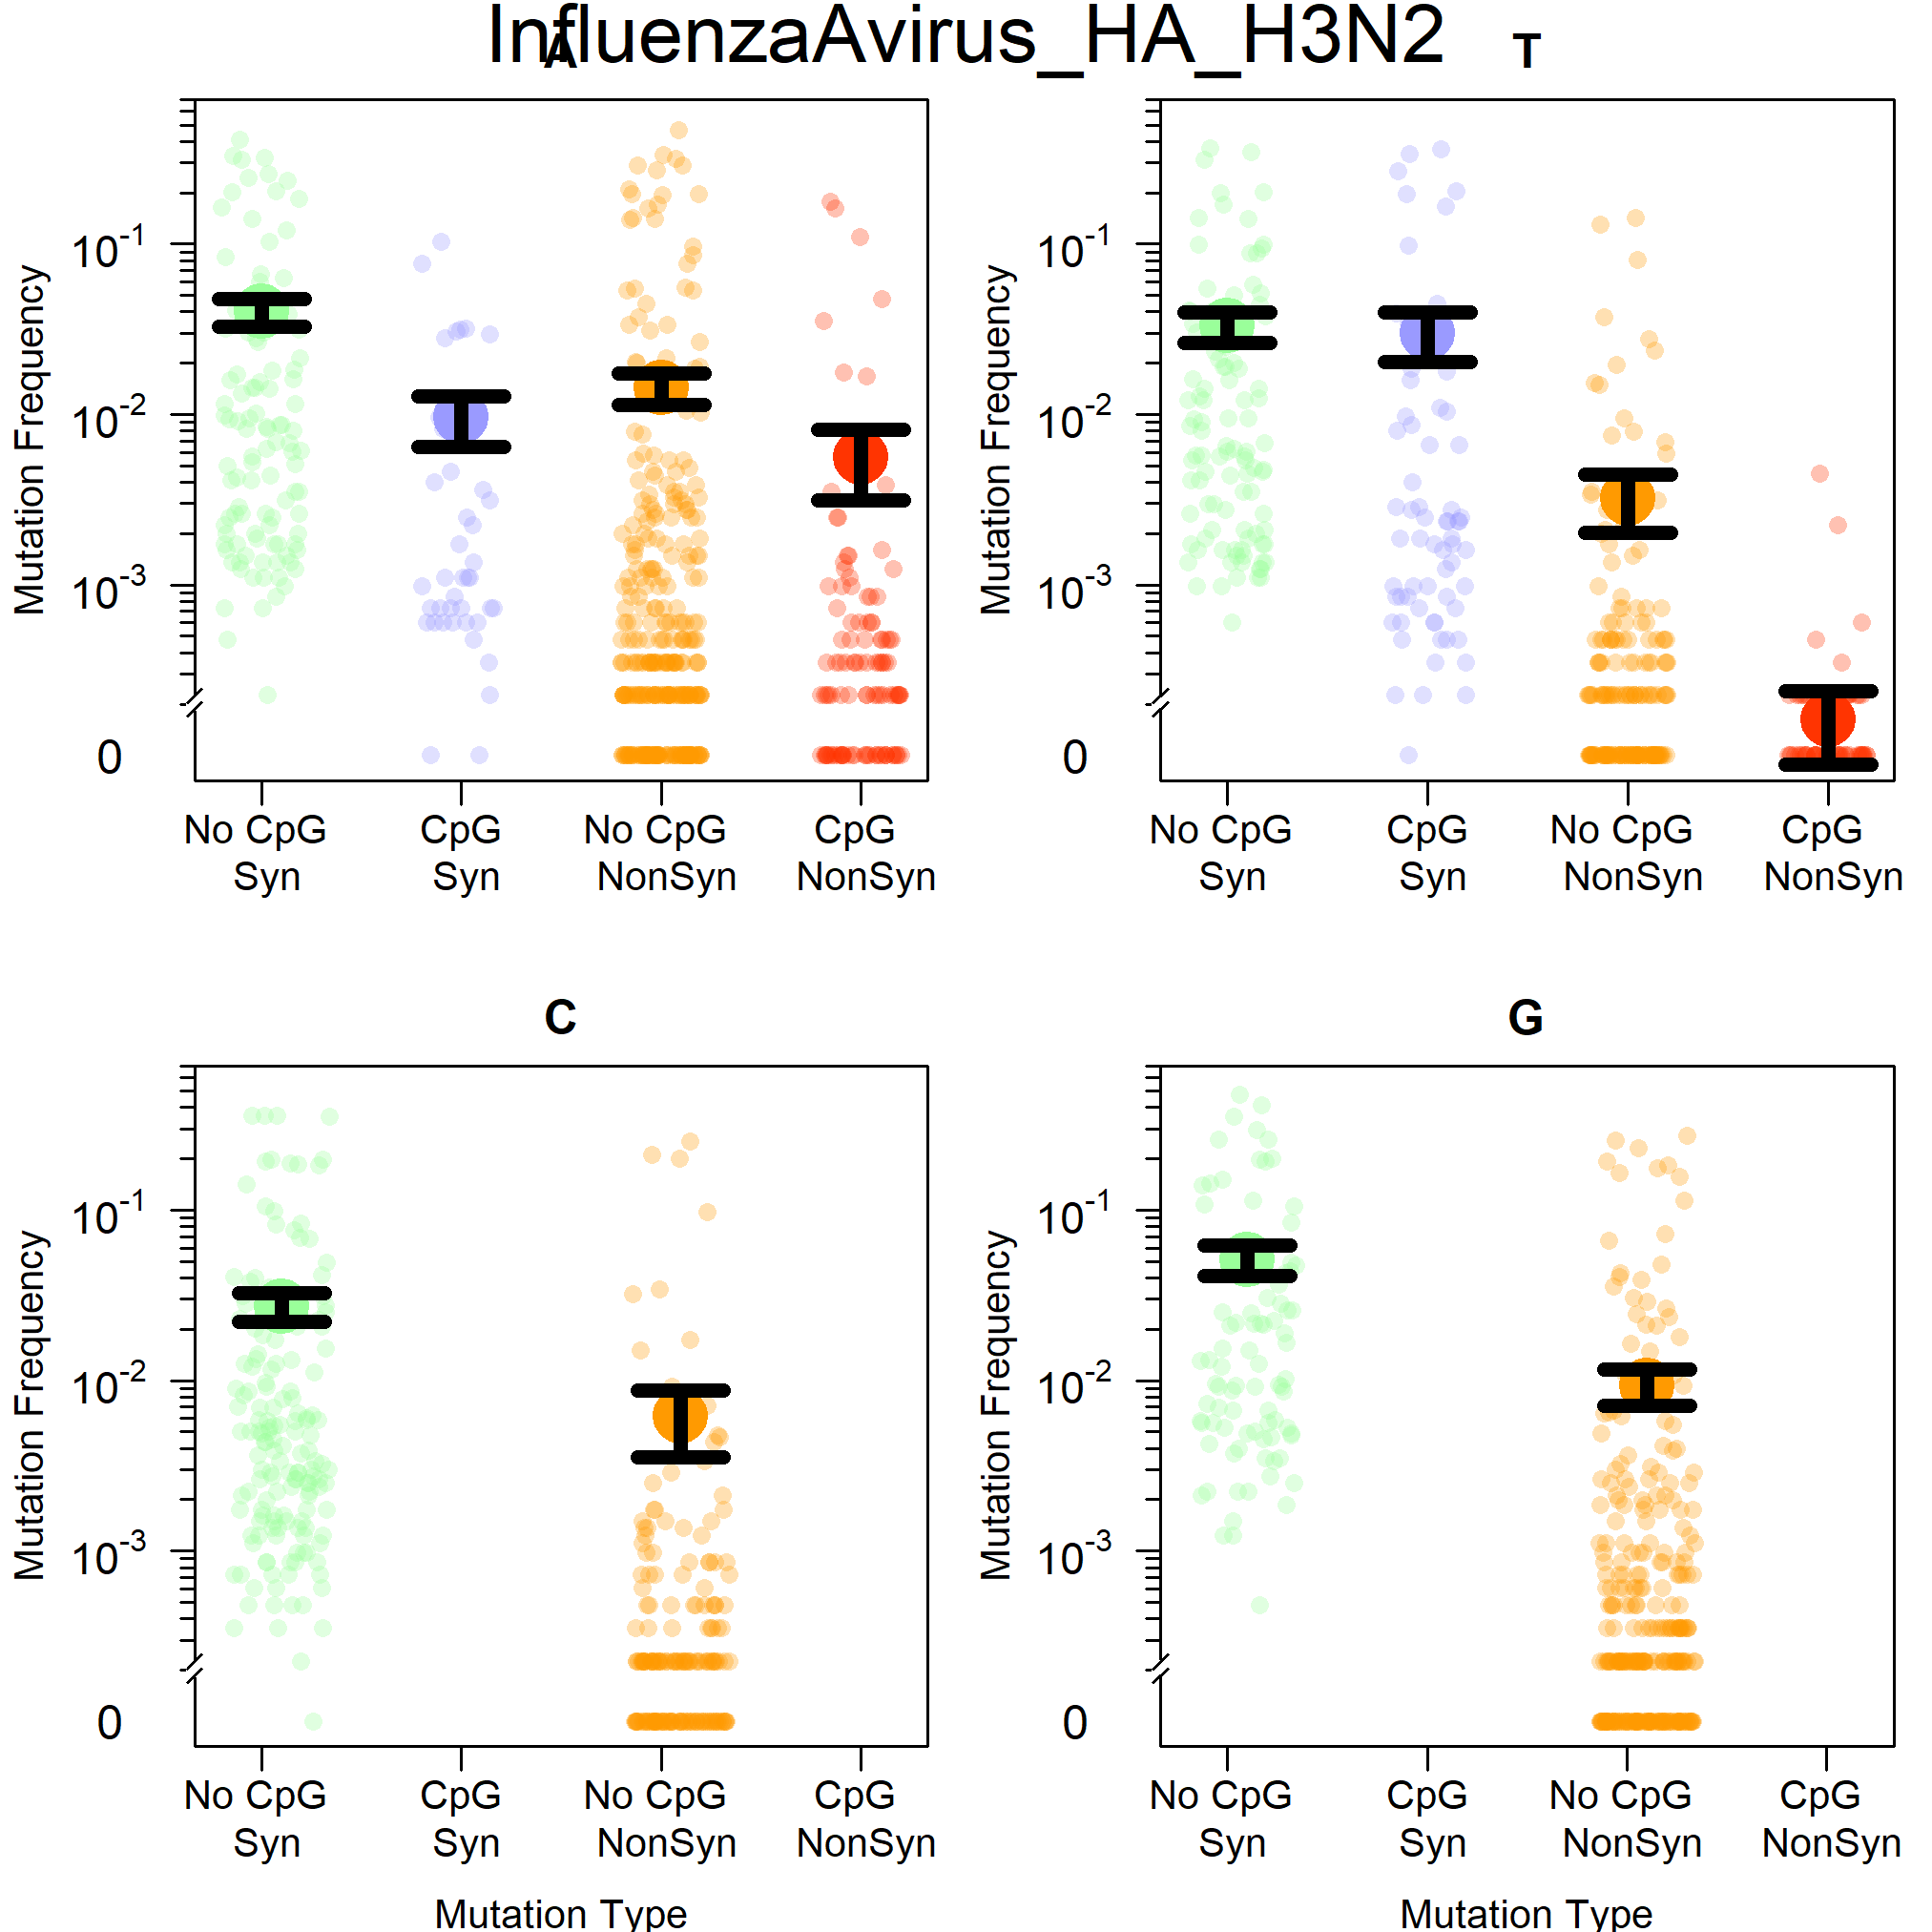 InfluenzaAvirus_HA_H3N2
A
T
Mutation Frequency
10-1
10-2
10-3
0
No CpG Syn
CpG Syn
No CpG NonSyn
CpG NonSyn
Mutation Frequency
10-1
10-2
10-3
0
No CpG Syn
CpG Syn
No CpG NonSyn
CpG NonSyn
C
G
Mutation Frequency
10-1
10-2
10-3
0
No CpG Syn
CpG Syn
No CpG NonSyn
CpG NonSyn
Mutation Type
Mutation Frequency
10-1
10-2
10-3
0
No CpG Syn
CpG Syn
No CpG NonSyn
CpG NonSyn
Mutation Type